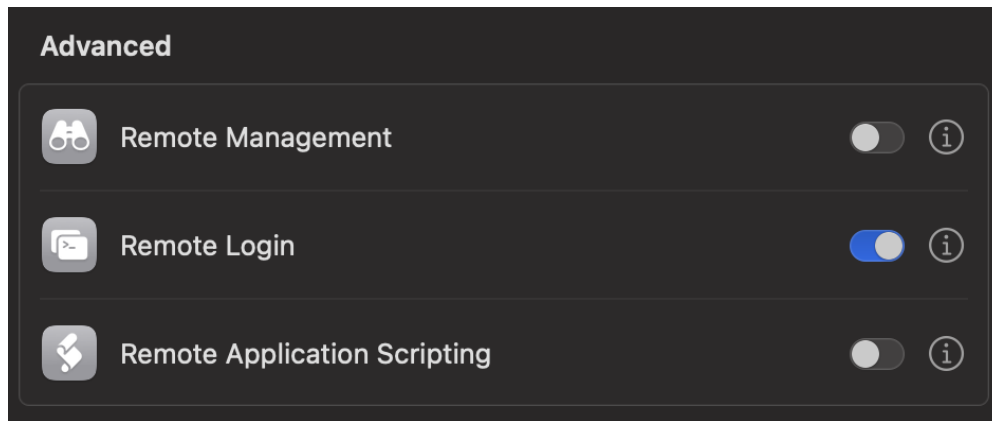 Advanced
Remote Management
Remote Login
Remote Application Scripting